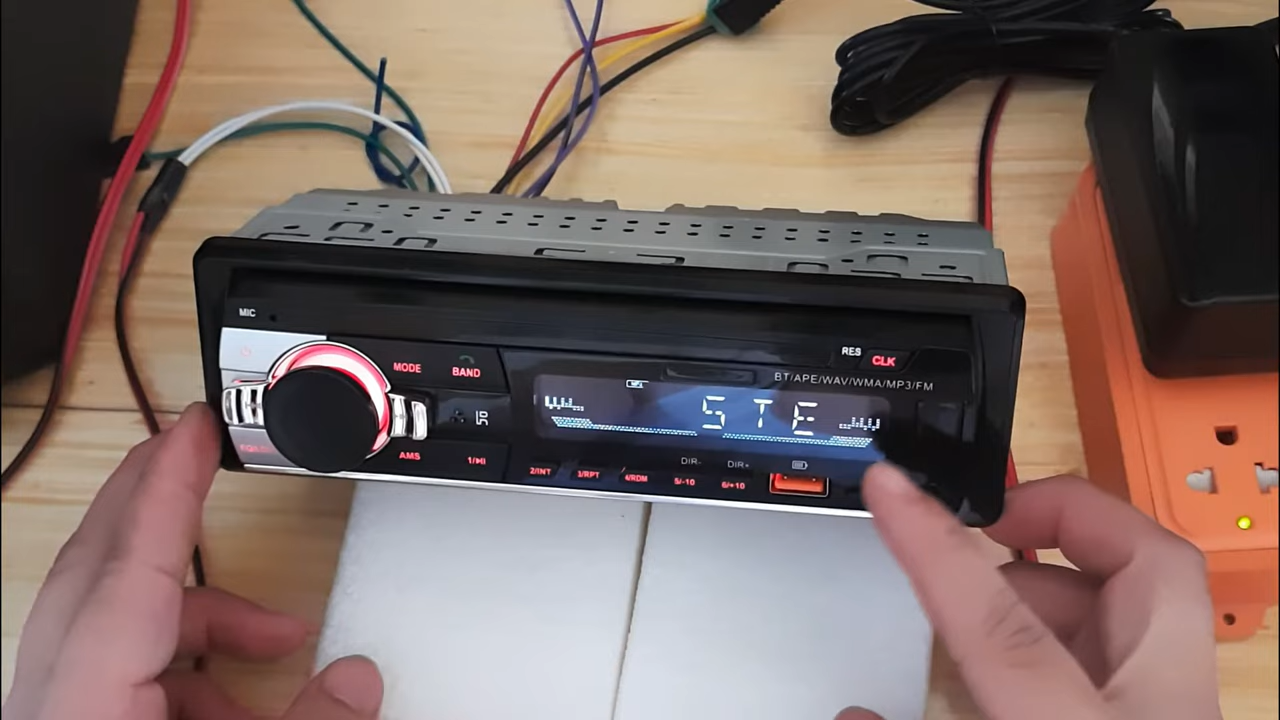 MIC
RES
CLK
MODE
BAND
BT/APE/WAV/WMA/MP3/FM
STE
AMS
1/▶II
DIR-
DIR+
2/INT
3/RPT
4/RDM
5/-10
6/+10